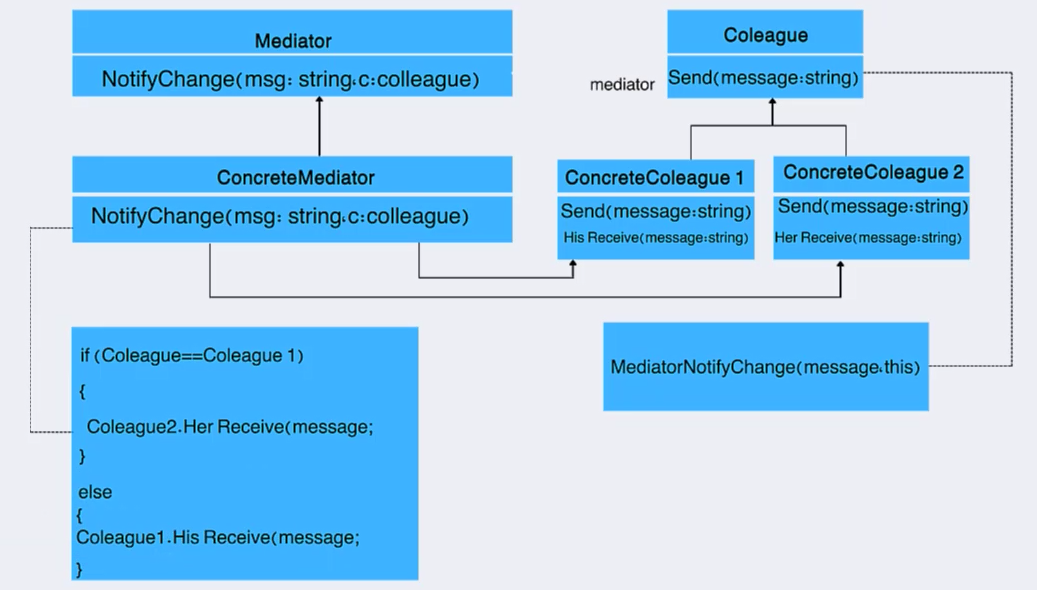 Mediator
NotifyChange(msg: string,c:colleague)
Coleague
Send(message:string)
mediator
ConcreteMediator
NotifyChange(msg: string,c:colleague)
ConcreteColeague 1
Send(message:string)
His Receive(message:string)
ConcreteColeague 2
Send(message:string)
Her Receive(message:string)
if (Coleague==Coleague 1)
{
Coleague2.Her Receive(message;
}
else
{
Coleague1.His Receive(message;
}
MediatorNotifyChange(message,this)